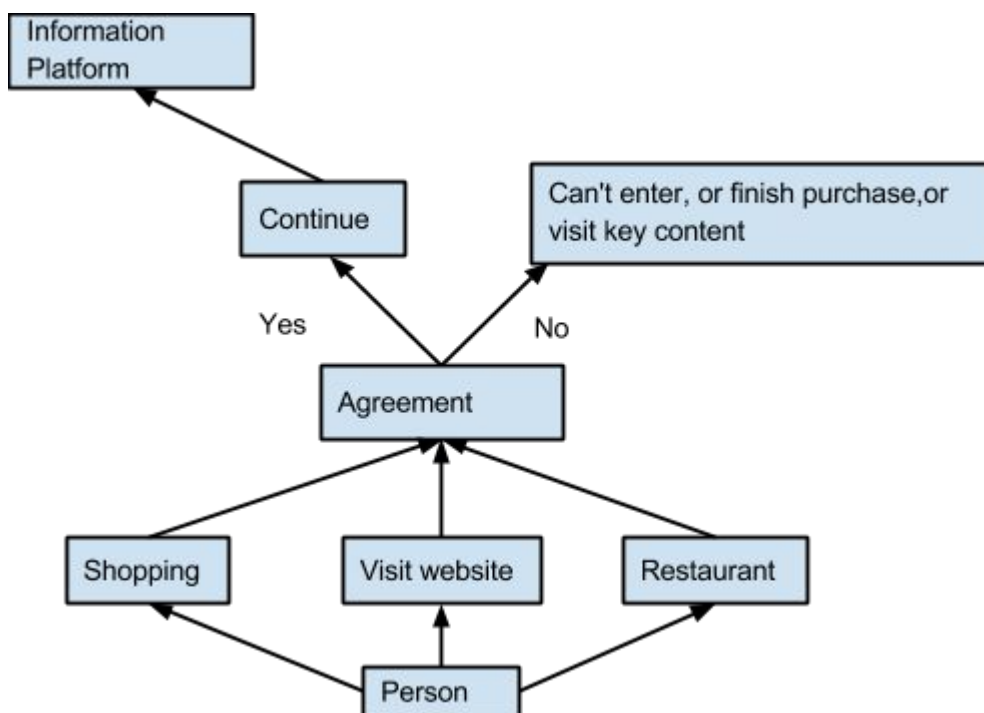 Information
Platform
Continue
Can't enter, or finish purchase,or
visit key content
Yes
No
Agreement
Shopping
Visit website
Restaurant
Person